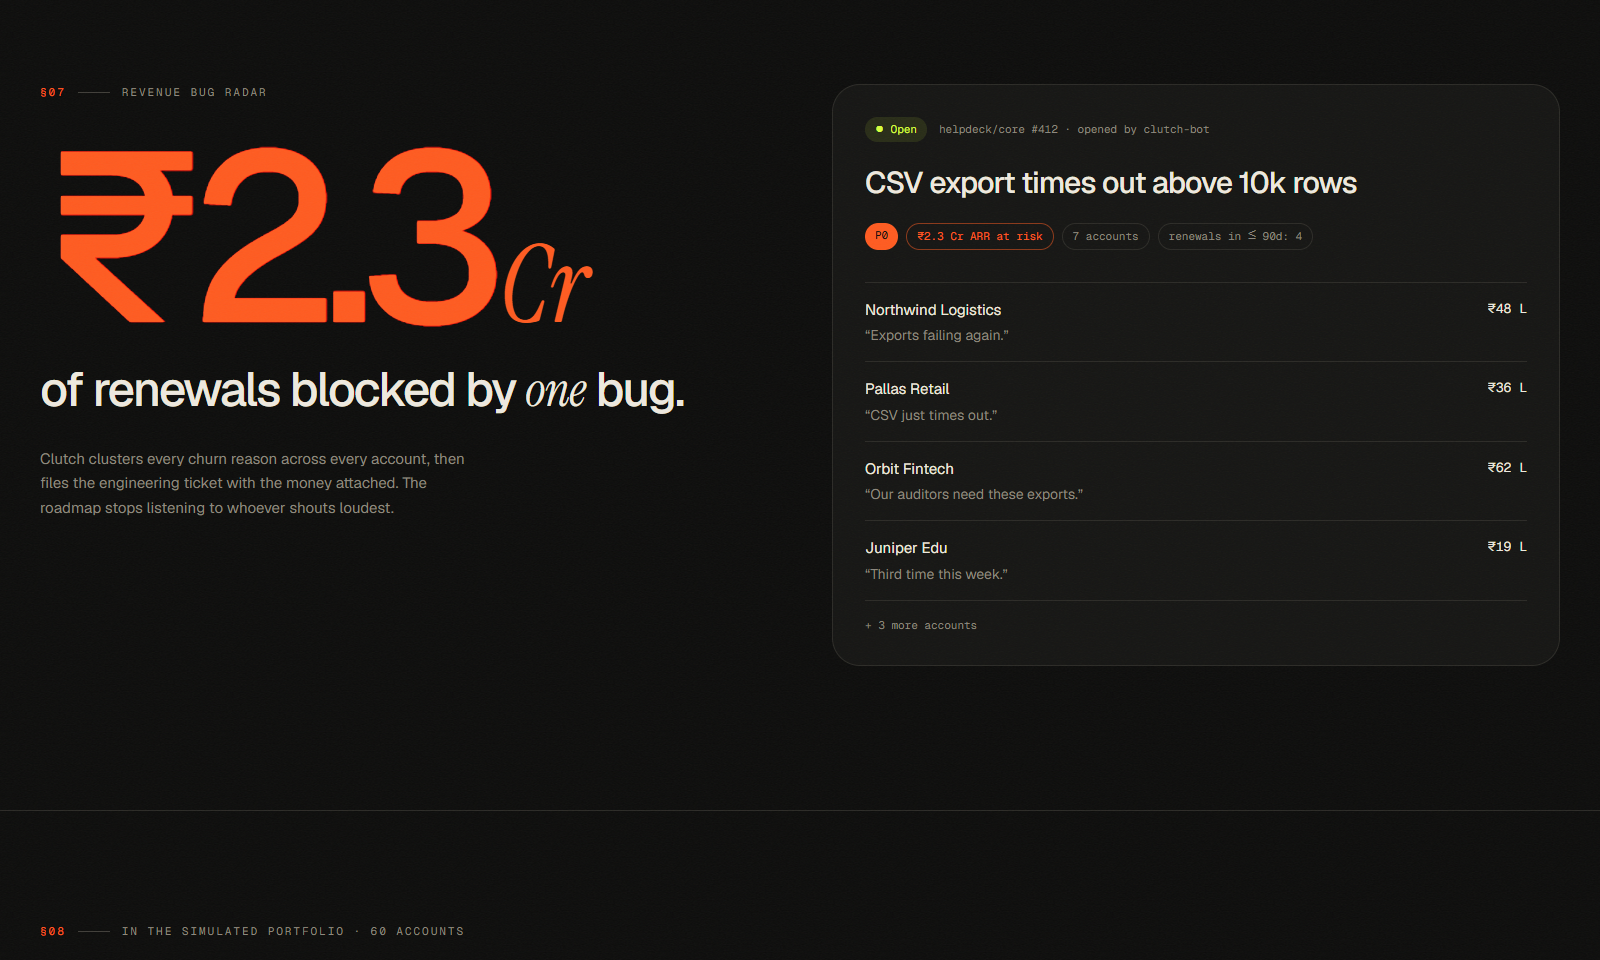 §07 REVENUE BUG RADAR
₹2.3Cr
of renewals blocked by one bug.
Clutch clusters every churn reason across every account, then
files the engineering ticket with the money attached. The
roadmap stops listening to whoever shouts loudest.
Open helpdeck/core #412 · opened by clutch-bot
CSV export times out above 10k rows
P0 ₹2.3 Cr ARR at risk 7 accounts renewals in ≤ 90d: 4
Northwind Logistics ₹48 L
“Exports failing again.”
Pallas Retail ₹36 L
“CSV just times out.”
Orbit Fintech ₹62 L
“Our auditors need these exports.”
Juniper Edu ₹19 L
“Third time this week.”
+ 3 more accounts
§08 IN THE SIMULATED PORTFOLIO · 60 ACCOUNTS